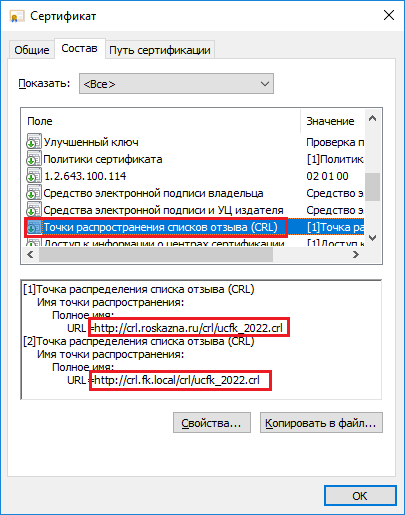 Сертификат
Общие Состав Путь сертификации
Показать: <Все>
Поле Значение
Улучшенный ключ Проверка п
Политики сертификата [1]Политик
1.2.643.100.114 02 01 00
Средство электронной подписи владельца Средство э
Средства электронной подписи и УЦ издателя Средство э
Точки распространения списков отзыва (CRL) [1]Точка ра
Доступ к информации о центрах сертификации [1]Доступ к
[1]Точка распределения списка отзыва (CRL)
Имя точки распространения:
Полное имя:
URL=http://crl.roskazna.ru/crl/ucfk_2022.crl
[2]Точка распределения списка отзыва (CRL)
Имя точки распространения:
Полное имя:
URL=http://crl.fk.local/crl/ucfk_2022.crl
Свойства... Копировать в файл...
OK